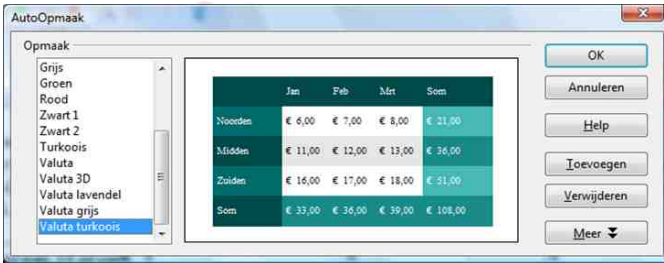 AutoOpmaak
Opmaak
Grijs
Groen
Rood
Zwart 1
Zwart 2
Turkoois
Valuta
Valuta 3D
Valuta lavendel
Valuta grijs
Valuta turkoois
Jan Feb Mrt Som
Noorden € 6,00 € 7,00 € 8,00 € 21,00
Midden € 11,00 € 12,00 € 13,00 € 36,00
Zuiden € 16,00 € 17,00 € 18,00 € 51,00
Som € 33,00 € 36,00 € 39,00 € 108,00
OK
Annuleren
Help
Toevoegen
Verwijderen
Meer